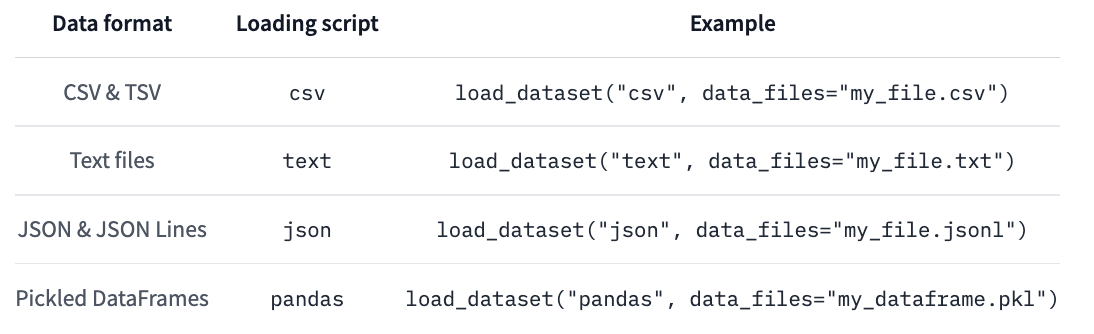 Data format Loading script Example
CSV & TSV csv load_dataset("csv", data_files="my_file.csv")
Text files text load_dataset("text", data_files="my_file.txt")
JSON & JSON Lines json load_dataset("json", data_files="my_file.jsonl")
Pickled DataFrames pandas load_dataset("pandas", data_files="my_dataframe.pkl")